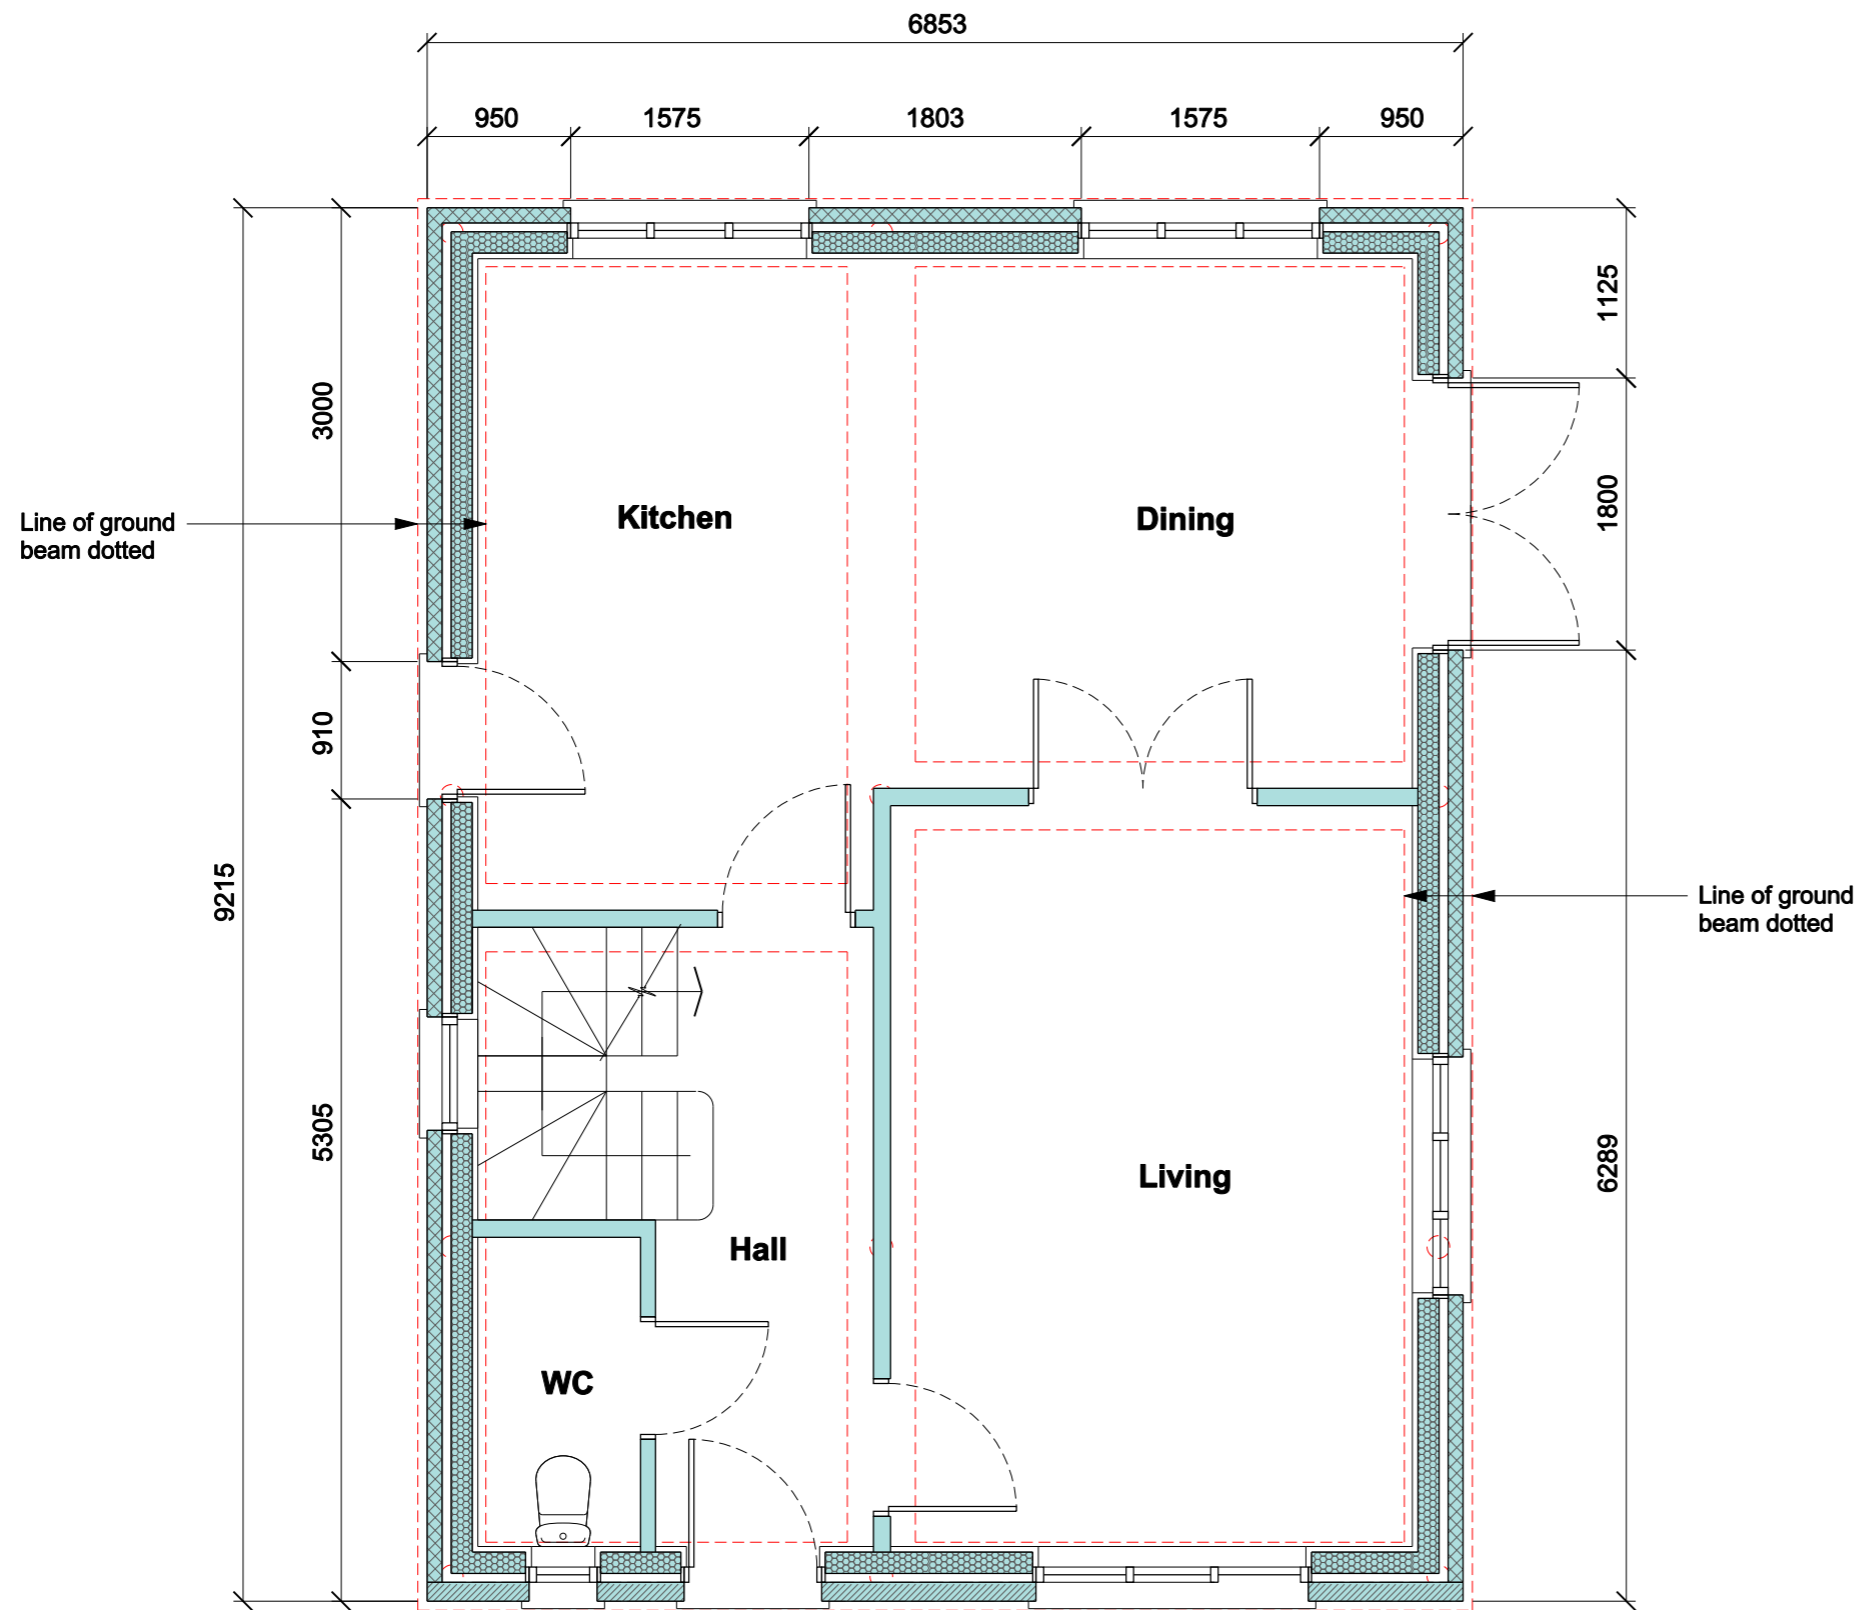 6853
950 1575 1803 1575 950
1125
3000
Kitchen
Dining
1800
Line of ground
beam dotted
910
9215
Line of ground
beam dotted
5305
6289
Living
Hall
WC